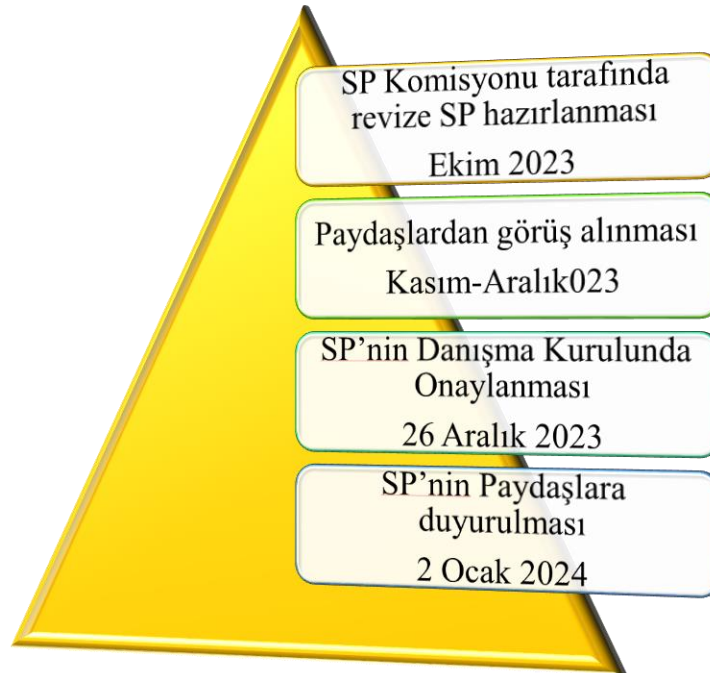 SP Komisyonu tarafında
revize SP hazırlanması
Ekim 2023
Paydaşlardan görüş alınması
Kasım-Aralık023
SP’nin Danışma Kurulunda
Onaylanması
26 Aralık 2023
SP’nin Paydaşlara
duyurulması
2 Ocak 2024